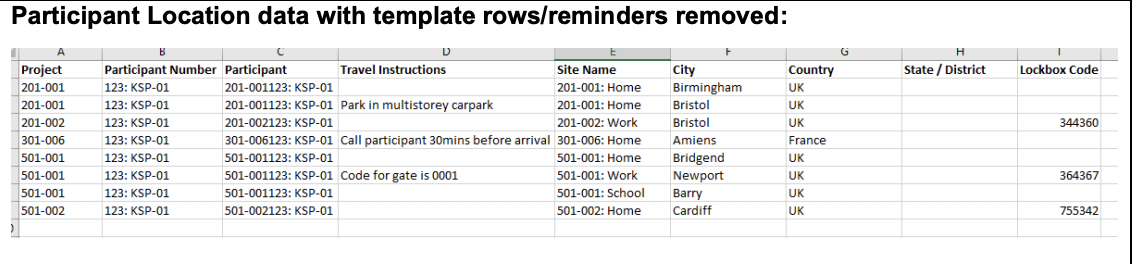 Participant Location data with template rows/reminders removed:
A B C D E F G H I
Project Participant Number Participant Travel Instructions Site Name City Country State / District Lockbox Code
201-001 123: KSP-01 201-001123: KSP-01 201-001: Home Birmingham UK
201-001 123: KSP-01 201-001123: KSP-01 Park in multistorey carpark 201-001: Home Bristol UK
201-002 123: KSP-01 201-002123: KSP-01 201-002: Work Bristol UK 344360
301-006 123: KSP-01 301-006123: KSP-01 Call participant 30mins before arrival 301-006: Home Amiens France
501-001 123: KSP-01 501-001123: KSP-01 501-001: Home Bridgend UK
501-001 123: KSP-01 501-001123: KSP-01 Code for gate is 0001 501-001: Work Newport UK 364367
501-001 123: KSP-01 501-001123: KSP-01 501-001: School Barry UK
501-002 123: KSP-01 501-002123: KSP-01 501-002: Home Cardiff UK 755342